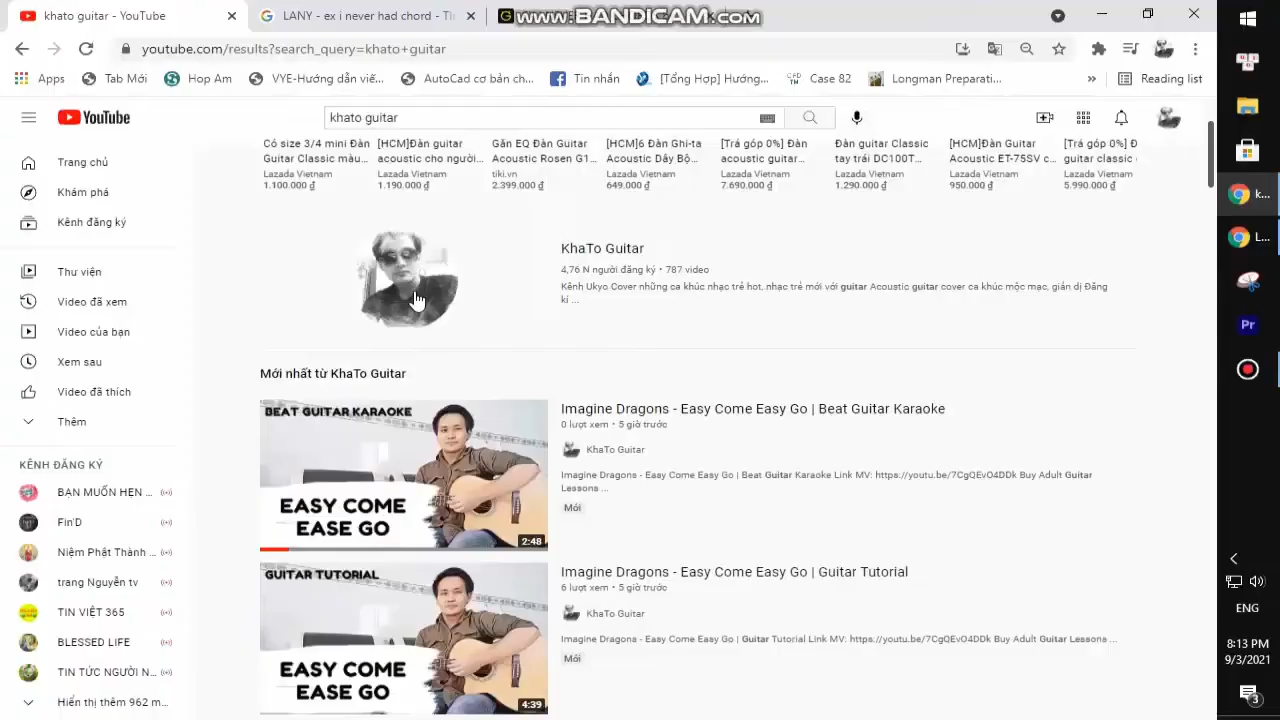 khato guitar - YouTube
LANY - ex i never had chord - Ti
www.BANDICAM.com
youtube.com/results?search_query=khato+guitar
Apps
Tab Mới
Hop Am
VYE-Hướng dẫn viê...
AutoCad cơ bản ch...
Tin nhắn
[Tổng Hợp] Hướng...
Case 82
Longman Preparati...
»
Reading list
YouTube
khato guitar
Có size 3/4 mini Đàn Guitar Classic màu...
Lazada Vietnam
1.100.000 ₫
[HCM]Đàn guitar acoustic cho người...
Lazada Vietnam
1.190.000 ₫
Gắn EQ Đàn Guitar Acoustic Rosen G1...
tiki.vn
2.399.000 ₫
[HCM]6 Đàn Ghi-ta Acoustic Dây Bộ...
Lazada Vietnam
649.000 ₫
[Trả góp 0%] Đàn acoustic guitar...
Lazada Vietnam
7.690.000 ₫
Đàn guitar Classic tay trái DC100T...
Lazada Vietnam
1.290.000 ₫
[HCM]Đàn Guitar Acoustic ET-75SV c...
Lazada Vietnam
950.000 ₫
[Trả góp 0%] Đ
guitar classic
Lazada Vietnam
5.990.000 ₫
Trang chủ
Khám phá
Kênh đăng ký
Thư viện
Video đã xem
Video của bạn
Xem sau
Video đã thích
Thêm
KÊNH ĐĂNG KÝ
BẠN MUỐN HẸN ...
Fin'D
Niệm Phật Thành ...
trang Nguyễn tv
TIN VIỆT 365
BLESSED LIFE
TIN TỨC NGƯỜI N...
Hiển thị thêm 962 m...
KhaTo Guitar
4,76 N người đăng ký • 787 video
Kênh Ukyo Cover những ca khúc nhạc trẻ hot, nhạc trẻ mới với guitar Acoustic guitar cover ca khúc mộc mạc, giản dị Đăng
kí ...
Mới nhất từ KhaTo Guitar
BEAT GUITAR KARAOKE
EASY COME
EASE GO
2:48
Imagine Dragons - Easy Come Easy Go | Beat Guitar Karaoke
0 lượt xem • 5 giờ trước
KhaTo Guitar
Imagine Dragons - Easy Come Easy Go | Beat Guitar Karaoke Link MV: https://youtu.be/7CgQEvO4DDk Buy Adult Guitar
Lessons ...
Mới
GUITAR TUTORIAL
EASY COME
EASE GO
4:39
Imagine Dragons - Easy Come Easy Go | Guitar Tutorial
6 lượt xem • 5 giờ trước
KhaTo Guitar
Imagine Dragons - Easy Come Easy Go | Guitar Tutorial Link MV: https://youtu.be/7CgQEvO4DDk Buy Adult Guitar Lessons ...
Mới
k...
L...
Pr
ENG
8:13 PM
9/3/2021
3